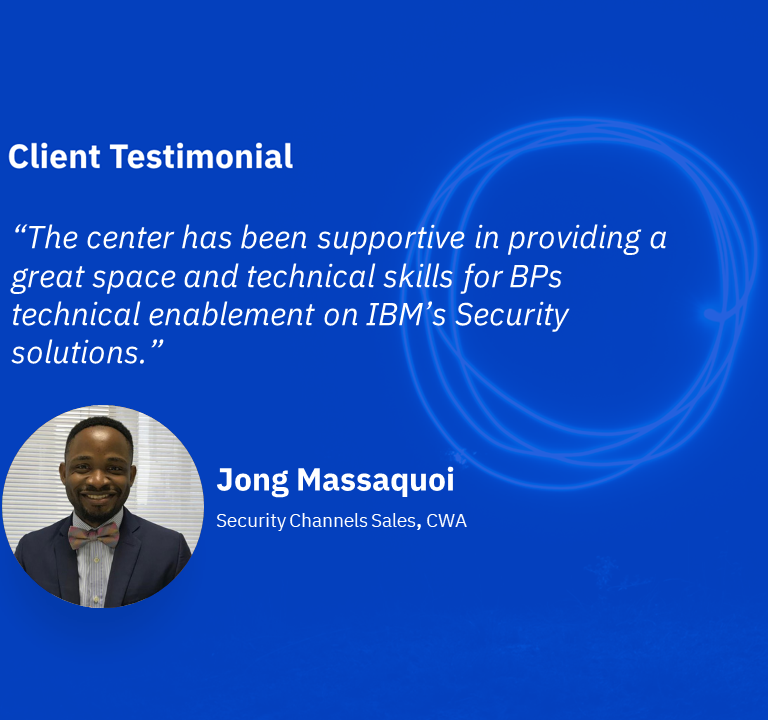 Client Testimonial
“The center has been supportive in providing a
great space and technical skills for BPs
technical enablement on IBM’s Security
solutions.”
Jong Massaquoi
Security Channels Sales, CWA